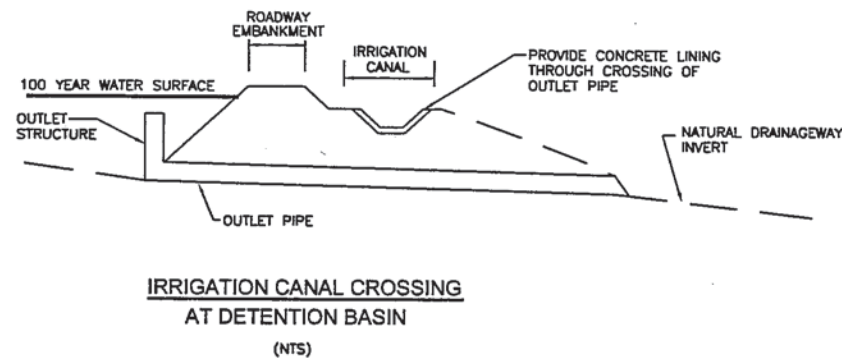 ROADWAY
EMBANKMENT
IRRIGATION
CANAL
PROVIDE CONCRETE LINING
THROUGH CROSSING OF
OUTLET PIPE
100 YEAR WATER SURFACE
OUTLET
STRUCTURE
NATURAL DRAINAGEWAY
INVERT
OUTLET PIPE
IRRIGATION CANAL CROSSING
AT DETENTION BASIN
(NTS)